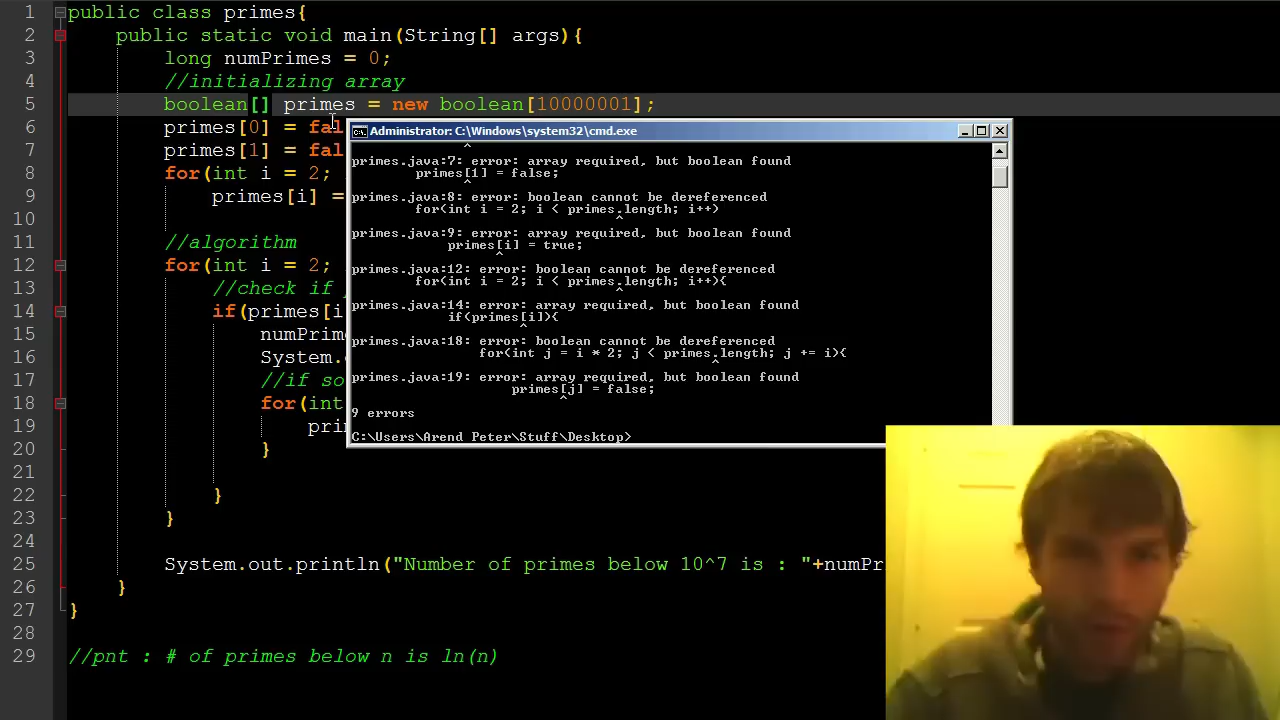 1 public class primes{
2 public static void main(String[] args){
3 long numPrimes = 0;
4 //initializing array
5 boolean[] primes = new boolean[10000001];
6 primes[0] = fal
7 primes[1] = fal
8 for(int i = 2;
9 primes[i] =
10
11 //algorithm
12 for(int i = 2;
13 //check if
14 if(primes[i
15 numPrime
16 System.
17 //if so
18 for(int
19 pri
20 }
21
22 }
23 }
24
25 System.out.println("Number of primes below 10^7 is : "+numPr
26 }
27 }
28
29 //pnt : # of primes below n is ln(n)
Administrator: C:\Windows\system32\cmd.exe
^
primes.java:7: error: array required, but boolean found
primes[1] = false;
^
primes.java:8: error: boolean cannot be dereferenced
for(int i = 2; i < primes.length; i++)
^
primes.java:9: error: array required, but boolean found
primes[i] = true;
^
primes.java:12: error: boolean cannot be dereferenced
for(int i = 2; i < primes.length; i++){
^
primes.java:14: error: array required, but boolean found
if(primes[i]){
^
primes.java:18: error: boolean cannot be dereferenced
for(int j = i * 2; j < primes.length; j += i){
^
primes.java:19: error: array required, but boolean found
primes[j] = false;
^
9 errors
C:\Users\Arend Peter\Stuff\Desktop>